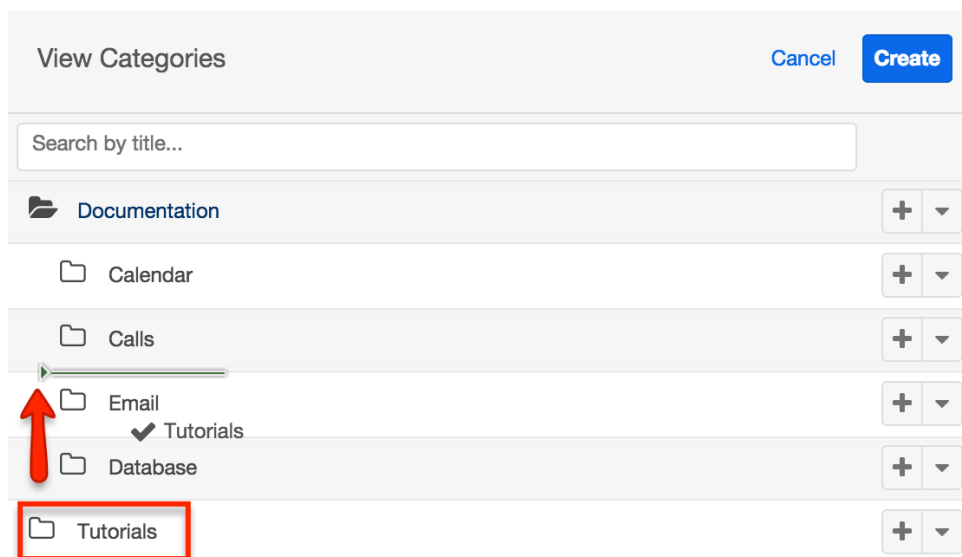 View Categories Cancel Create
Search by title...
Documentation
Calendar
Calls
Email
Tutorials
Database
Tutorials